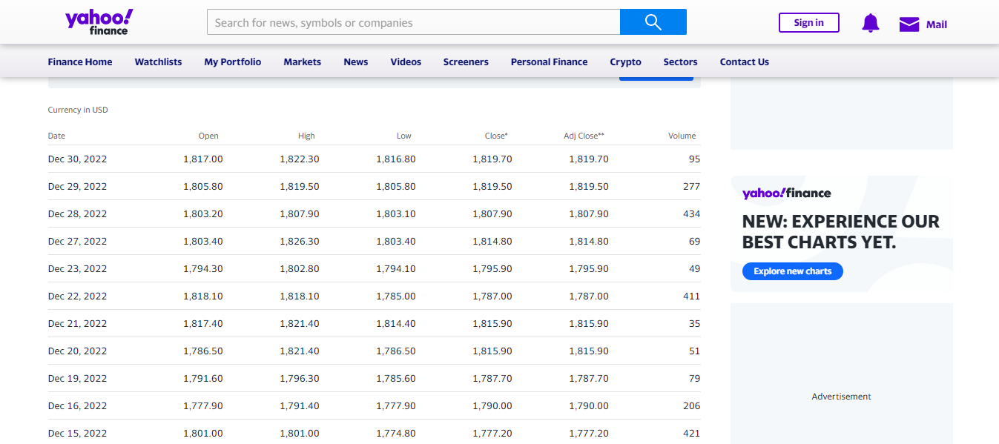 yahoo!
finance
Search for news, symbols or companies
Sign in
Mail
Finance Home Watchlists My Portfolio Markets News Videos Screeners Personal Finance Crypto Sectors Contact Us
Currency in USD
Date Open High Low Close* Adj Close** Volume
Dec 30, 2022 1,817.00 1,822.30 1,816.80 1,819.70 1,819.70 95
Dec 29, 2022 1,805.80 1,819.50 1,805.80 1,819.50 1,819.50 277
Dec 28, 2022 1,803.20 1,807.90 1,803.10 1,807.90 1,807.90 434
Dec 27, 2022 1,803.40 1,826.30 1,803.40 1,814.80 1,814.80 69
Dec 23, 2022 1,794.30 1,802.80 1,794.10 1,795.90 1,795.90 49
Dec 22, 2022 1,818.10 1,818.10 1,785.00 1,787.00 1,787.00 411
Dec 21, 2022 1,817.40 1,821.40 1,814.40 1,815.90 1,815.90 35
Dec 20, 2022 1,786.50 1,821.40 1,786.50 1,815.90 1,815.90 51
Dec 19, 2022 1,791.60 1,796.30 1,785.60 1,787.70 1,787.70 79
Dec 16, 2022 1,777.90 1,791.40 1,777.90 1,790.00 1,790.00 206
Dec 15, 2022 1,801.00 1,801.00 1,774.80 1,777.20 1,777.20 421
yahoo!finance
NEW: EXPERIENCE OUR
BEST CHARTS YET.
Explore new charts
Advertisement